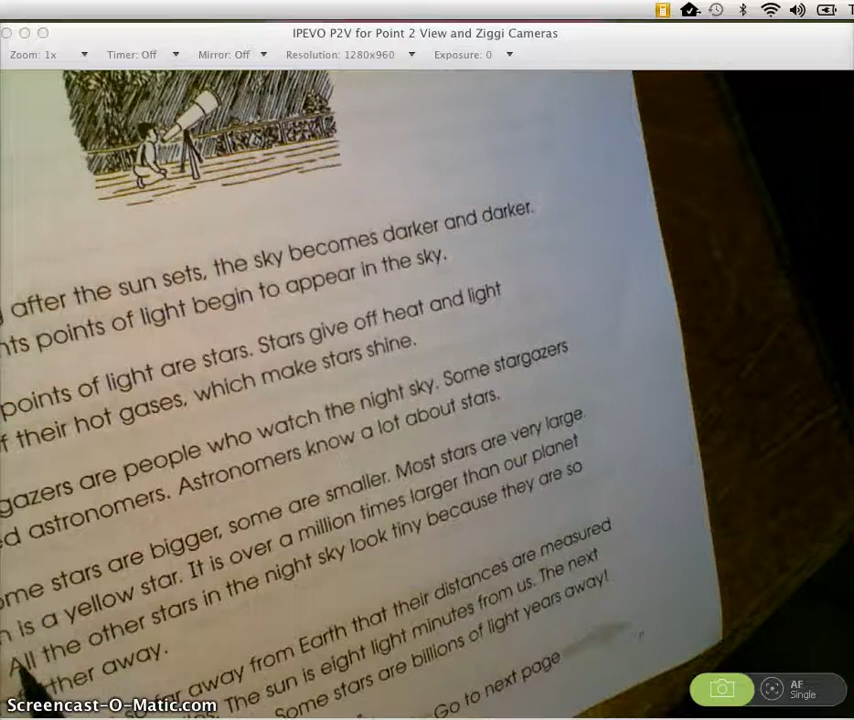 IPEVO P2V for Point 2 View and Ziggi Cameras
Zoom: 1x Timer: Off Mirror: Off Resolution: 1280x960 Exposure: 0
after the sun sets, the sky becomes darker and darker.
points of light begin to appear in the sky.
points of light are stars. Stars give off heat and light
their hot gases, which make stars shine.
are people who watch the night sky. Some stargazers
astronomers. Astronomers know a lot about stars.
stars are bigger, some are smaller. Most stars are very large.
is a yellow star. It is over a million times larger than our planet
All the other stars in the night sky look tiny because they are so
away.
so far away from Earth that their distances are measured
The sun is eight light minutes from us. The next
Some stars are billions of light years away!
Go to next page
AF
Single
Screencast-O-Matic.com